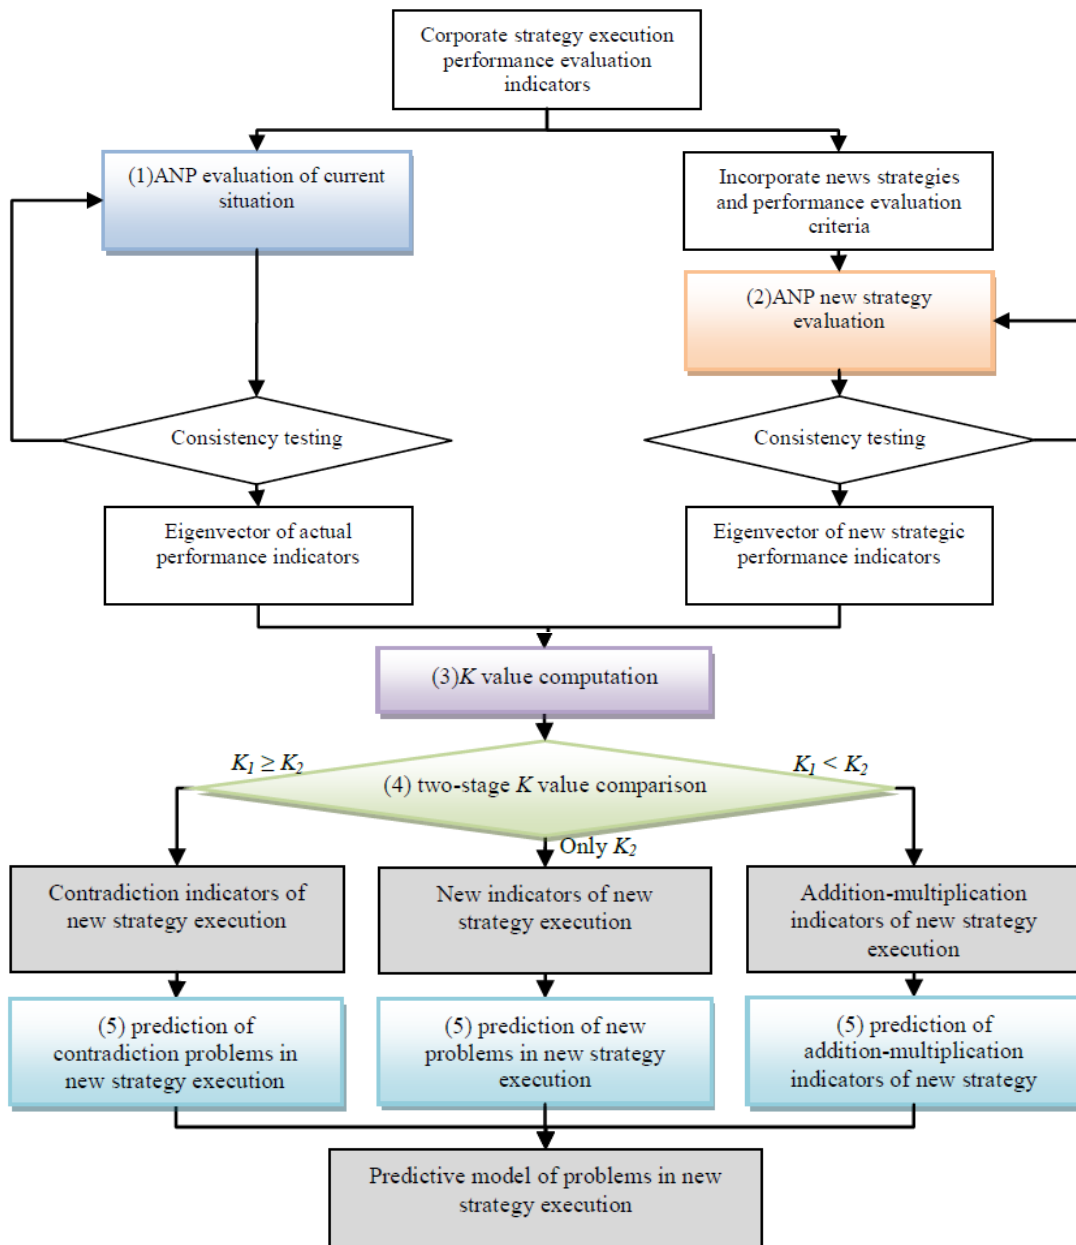 Corporate strategy execution
performance evaluation
indicators
(1)ANP evaluation of current
situation
Incorporate news strategies
and performance evaluation
criteria
(2)ANP new strategy
evaluation
Consistency testing
Consistency testing
Eigenvector of actual
performance indicators
Eigenvector of new strategic
performance indicators
(3)K value computation
K1 ≥ K2
K1 < K2
(4) two-stage K value comparison
Only K2
Contradiction indicators of
new strategy execution
New indicators of new
strategy execution
Addition-multiplication
indicators of new strategy
execution
(5) prediction of
contradiction problems in
new strategy execution
(5) prediction of new
problems in new strategy
execution
(5) prediction of
addition-multiplication
indicators of new strategy
Predictive model of problems in new
strategy execution